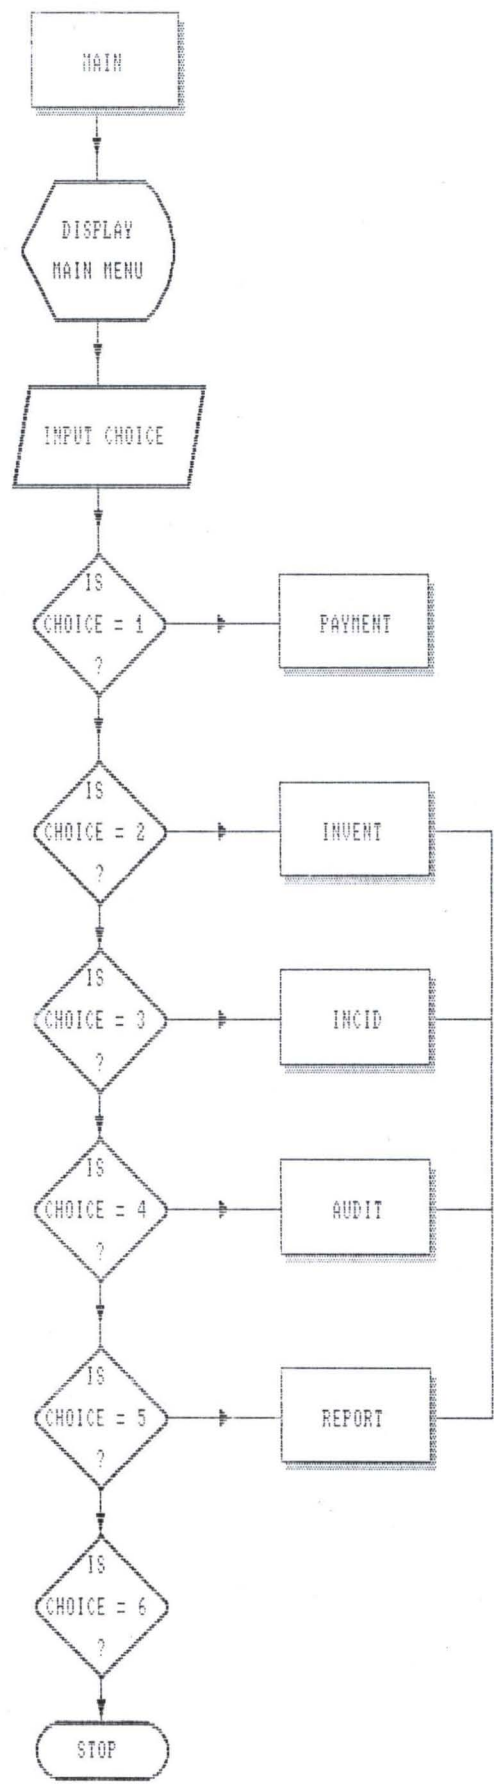 MAIN
DISPLAY
MAIN MENU
INPUT CHOICE
IS
CHOICE = 1
?
PAYMENT
IS
CHOICE = 2
?
INVENT
IS
CHOICE = 3
?
INCID
IS
CHOICE = 4
?
AUDIT
IS
CHOICE = 5
?
REPORT
IS
CHOICE = 6
?
STOP